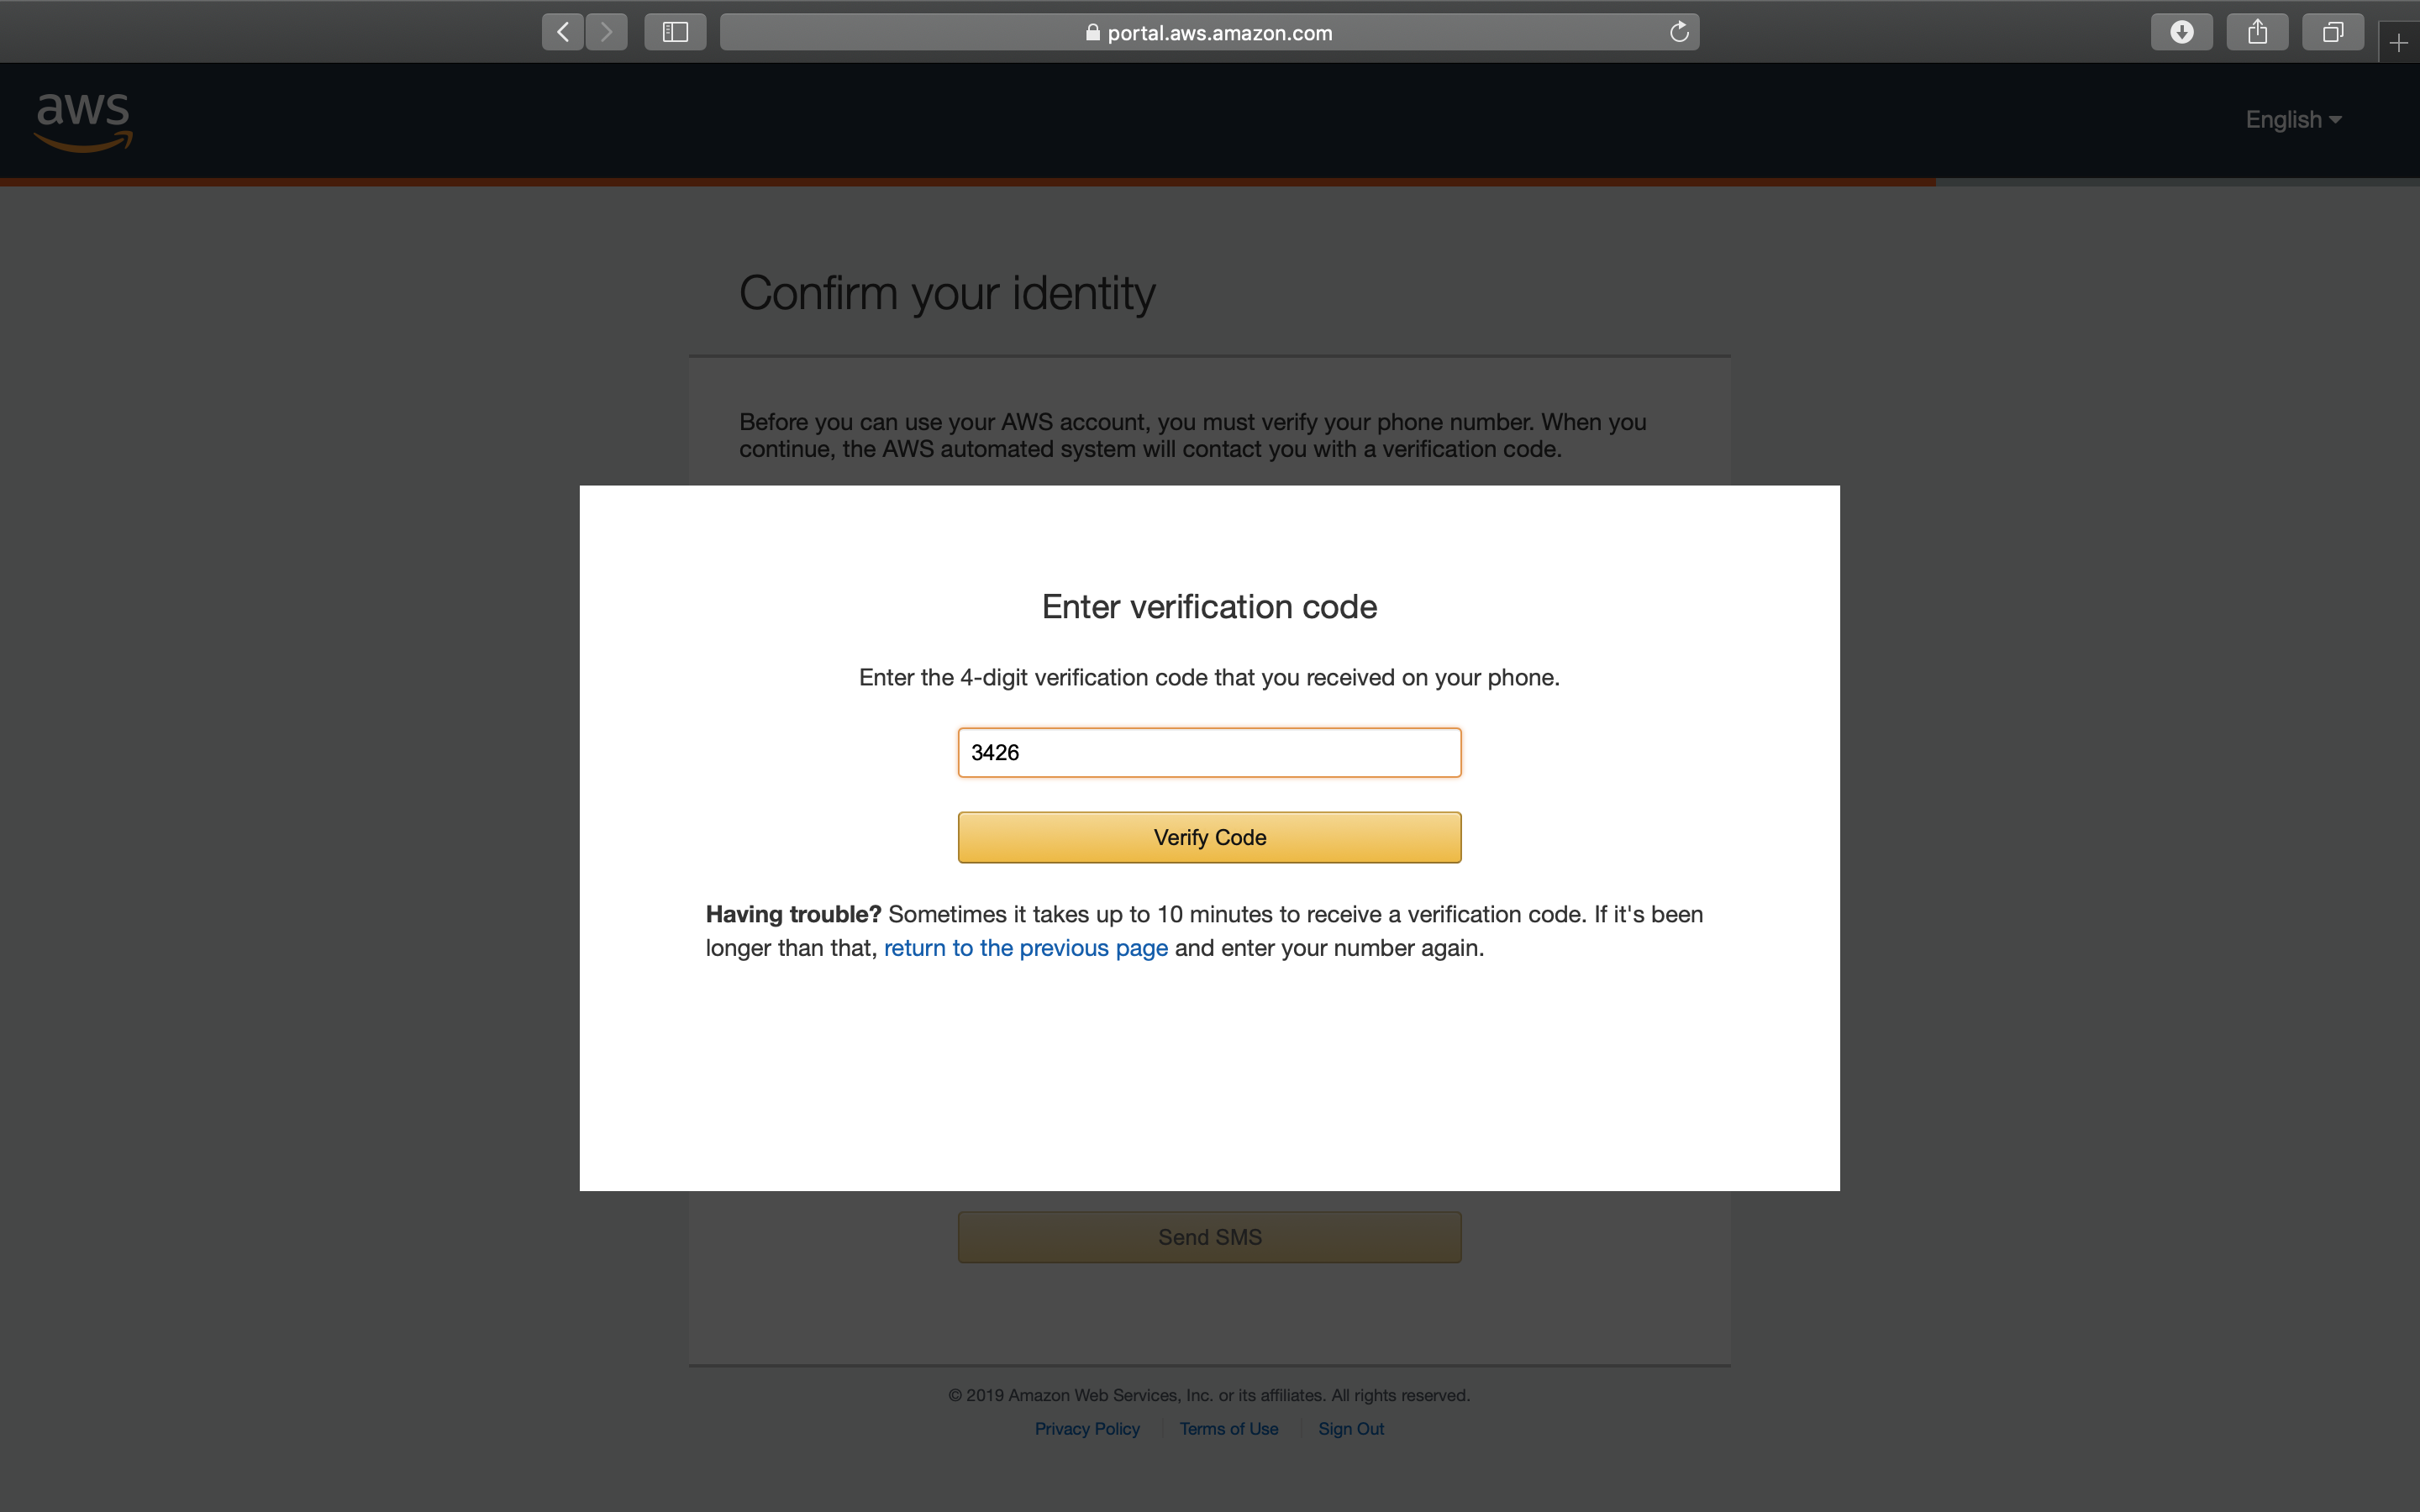 portal.aws.amazon.com
aws
English
Confirm your identity
Before you can use your AWS account, you must verify your phone number. When you
continue, the AWS automated system will contact you with a verification code.
Enter verification code
Enter the 4-digit verification code that you received on your phone.
3426
Verify Code
Having trouble? Sometimes it takes up to 10 minutes to receive a verification code. If it's been
longer than that, return to the previous page and enter your number again.
Send SMS
© 2019 Amazon Web Services, Inc. or its affiliates. All rights reserved.
Privacy Policy Terms of Use Sign Out